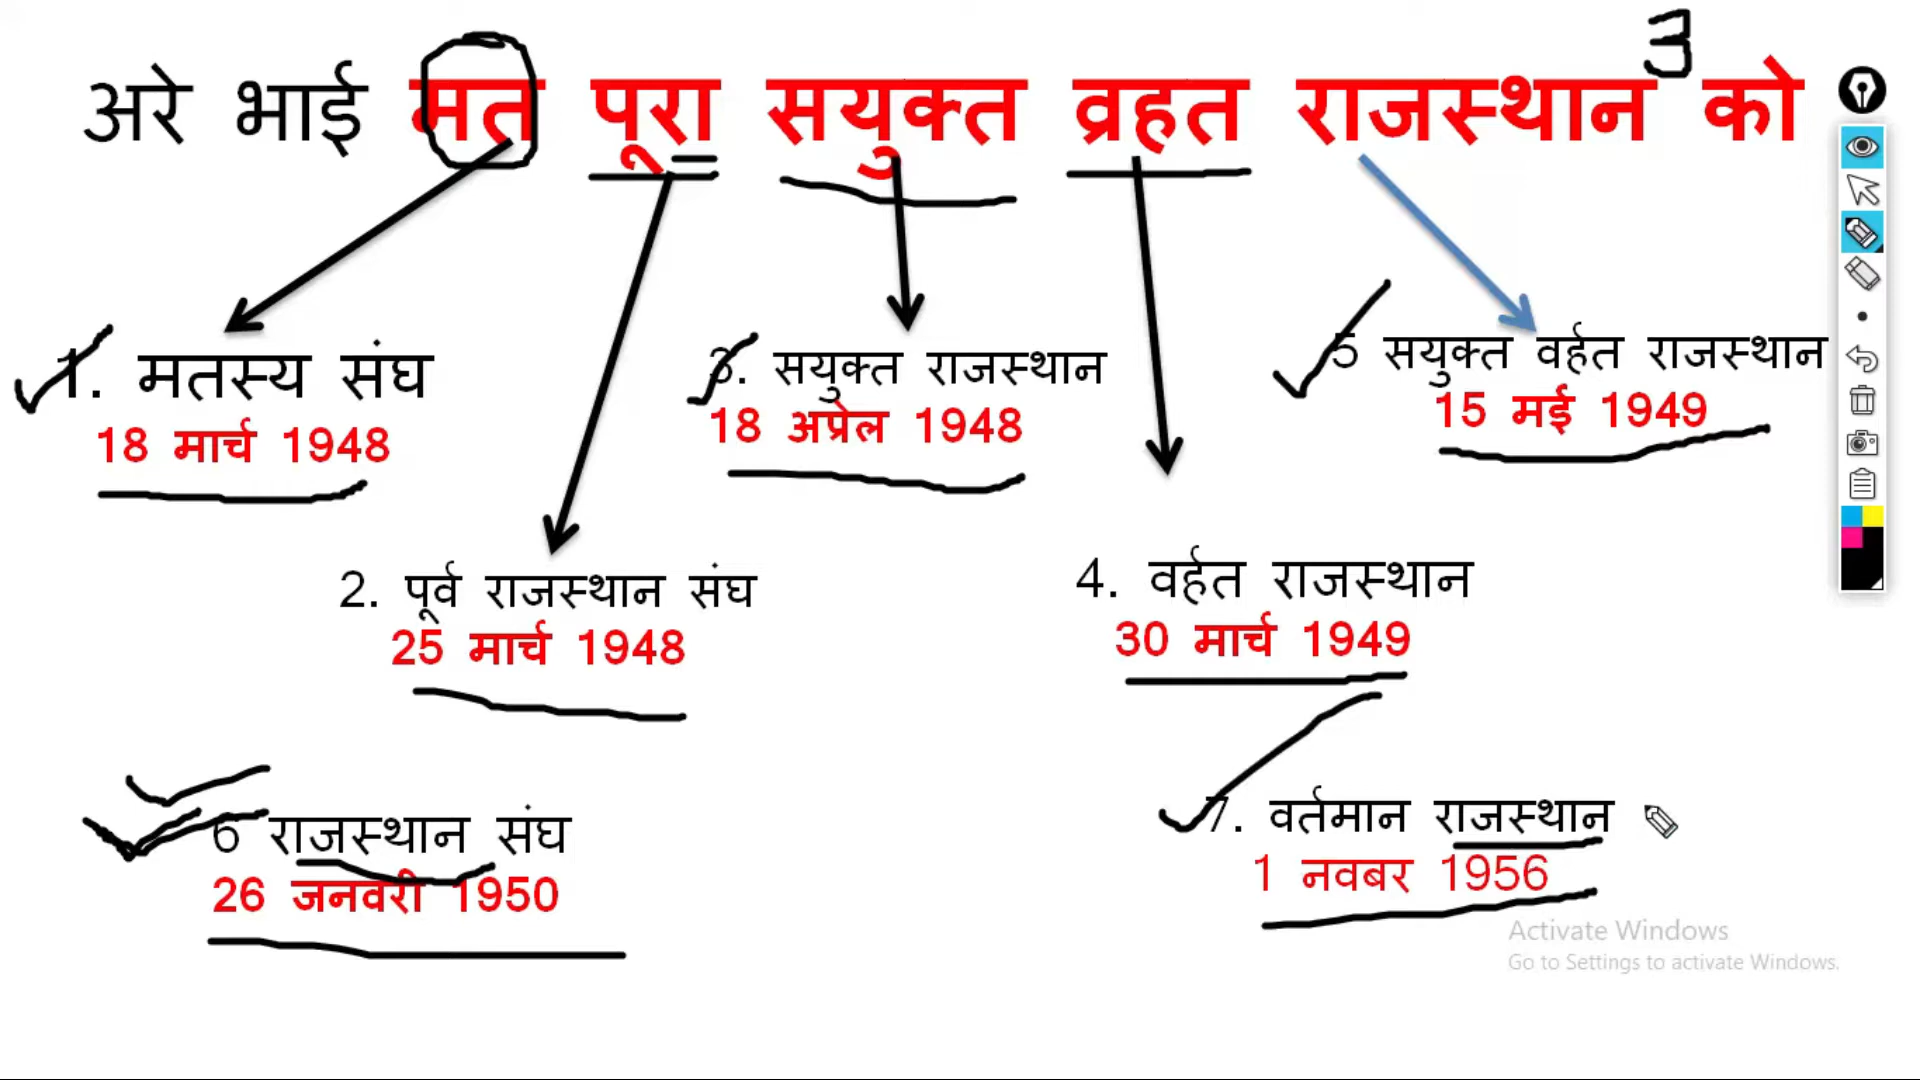 3
अरे भाई मत पूरा सयुक्त व्रहत राजस्थान को
1. मतस्य संघ
18 मार्च 1948
3. सयुक्त राजस्थान
18 अप्रेल 1948
5 सयुक्त वर्हत राजस्थान
15 मई 1949
2. पूर्व राजस्थान संघ
25 मार्च 1948
4. वर्हत राजस्थान
30 मार्च 1949
6 राजस्थान संघ
26 जनवरी 1950
7. वर्तमान राजस्थान
1 नवबर 1956
Activate Windows
Go to Settings to activate Windows.